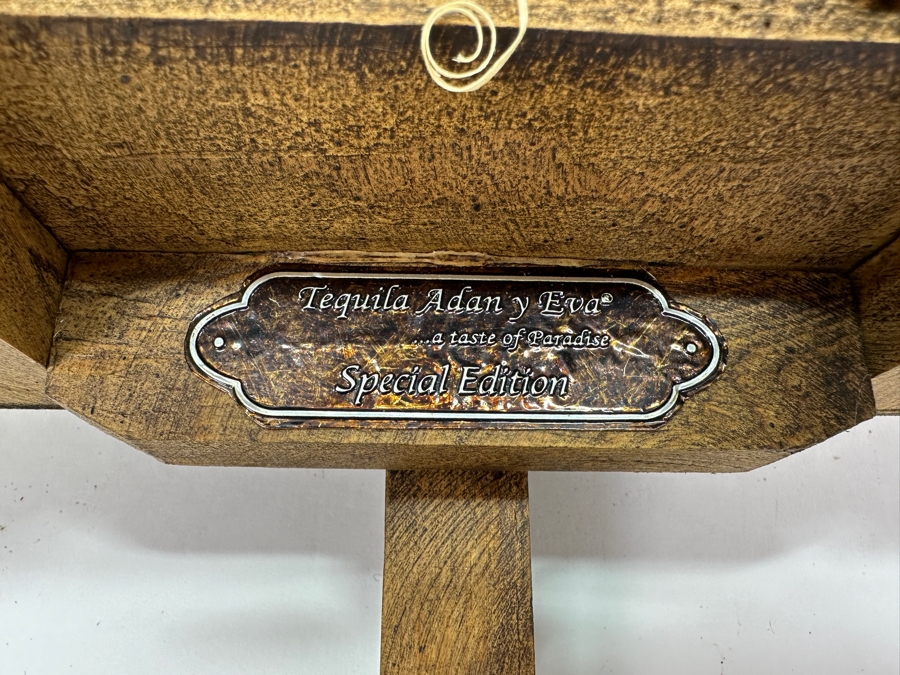 Tequila Adan y Eva®
...a taste of Paradise
Special Edition